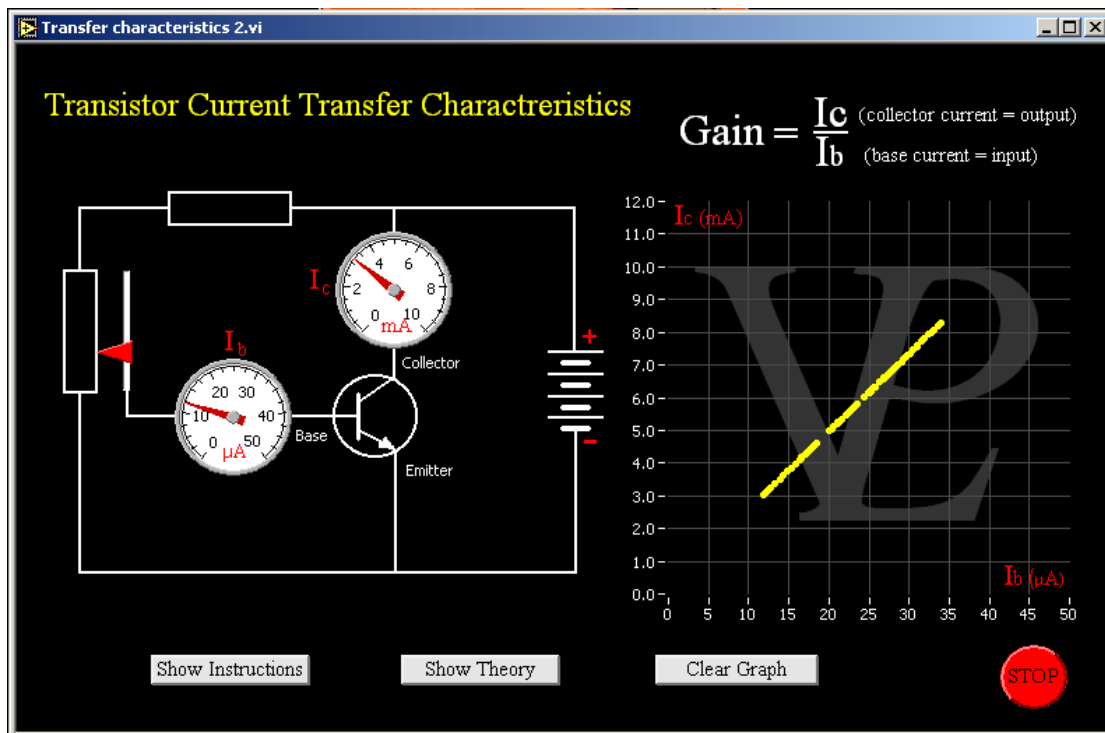 Transfer characteristics 2.vi
Transistor Current Transfer Charactreristics
Gain = Ic (collector current = output)
Ib (base current = input)
Ic
0 2 4 6 8 10
mA
Ib
0 10 20 30 40 50
µA
Collector
Base
Emitter
+
−
Ic (mA)
12.0
11.0
10.0
9.0
8.0
7.0
6.0
5.0
4.0
3.0
2.0
1.0
0.0
Ib (µA)
0 5 10 15 20 25 30 35 40 45 50
VPL
Show Instructions
Show Theory
Clear Graph
STOP